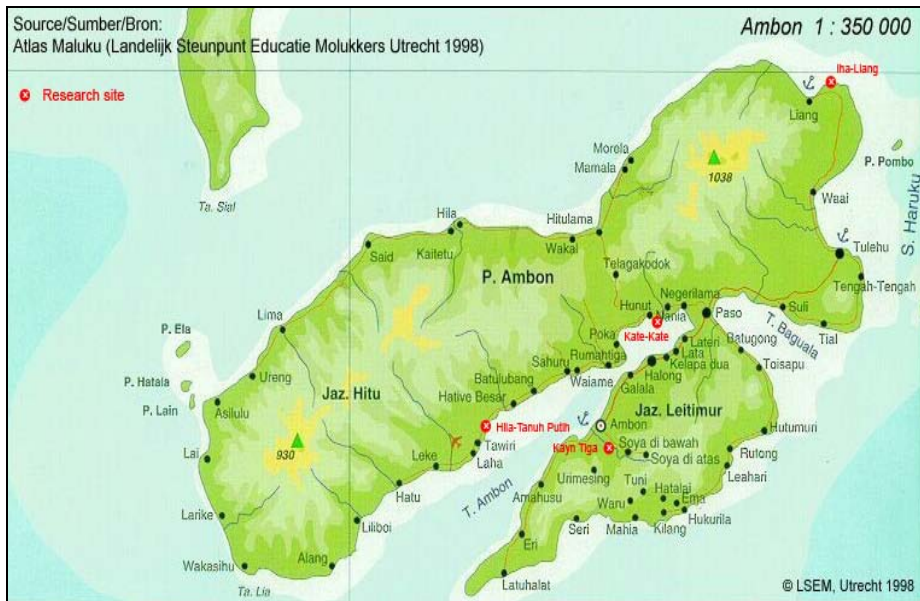 Source/Sumber/Bron:
Atlas Maluku (Landelijk Steunpunt Educatie Molukkers Utrecht 1998)
Ambon 1 : 350 000
Research site
Iha-Liang
Liang
Morela
Mamala
1038
P. Pombo
Ta. Sial
Waai
S. Haruku
Hila
Hitulama
Kaitetu
Wakal
Said
Tulehu
P. Ambon
Telagakodok
Tengah-Tengah
Negerilama
Hunut
Nania
Paso
Suli
Lima
Kate-Kate
T. Baguala
Tial
P. Ela
Poka
Lateri
Batugong
Sahuru
Rumahtiga
Lata
Toisapu
Kelapa dua
Ureng
Batulubang
Waiame
Halong
P. Hatala
Galala
Jaz. Hitu
Hative Besar
P. Lain
Asilulu
Jaz. Leitimur
Ambon
Hila-Tanuh Putih
Hutumuri
930
Tawiri
Kayn Tiga
Soya di bawah
Rutong
Lai
Laha
Soya di atas
Leke
Urimesing
Leahari
Tuni
Hatalai
Hatu
T. Ambon
Amahusu
Waru
Ema
Larike
Liliboi
Seri
Mahia
Kilang
Hukurila
Eri
Wakasihu
Alang
Latuhalat
Ta. Lia
© LSEM, Utrecht 1998